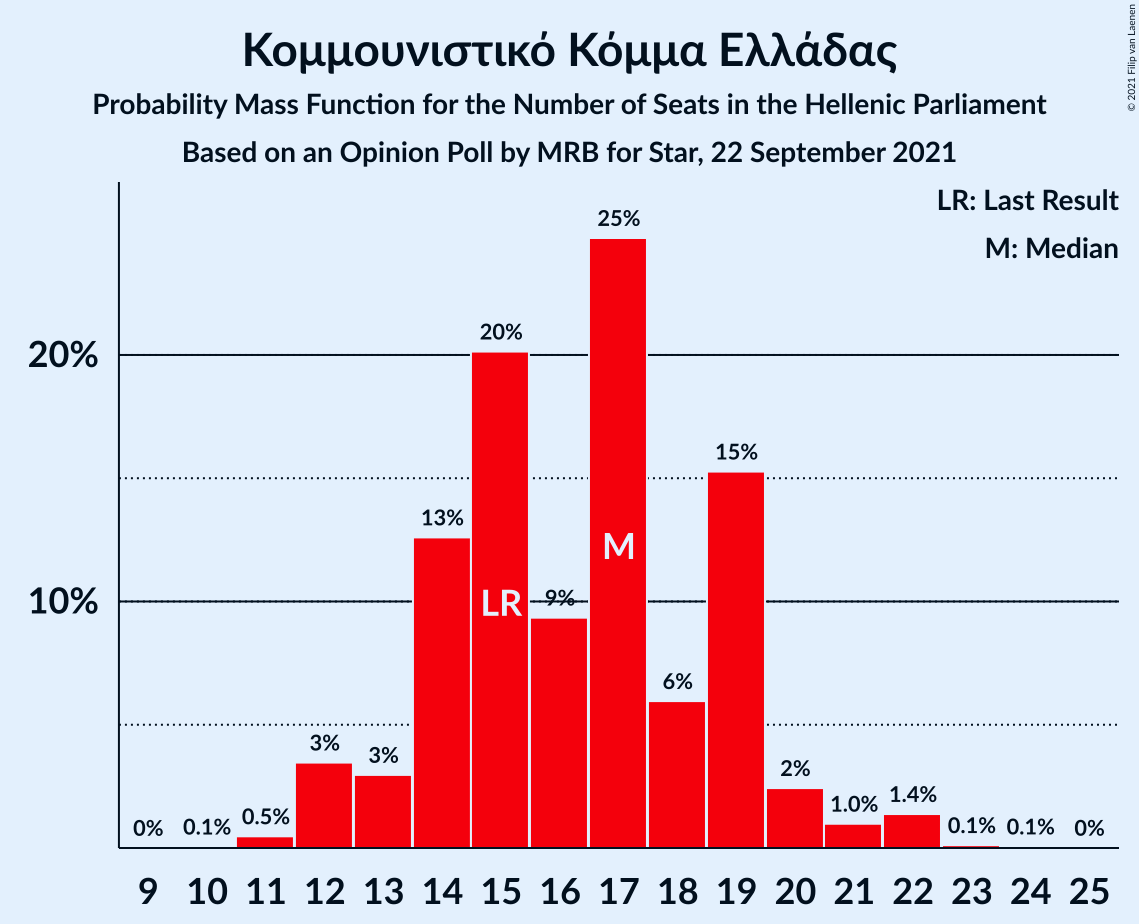 Κομμουνιστικό Κόμμα Ελλάδας
Probability Mass Function for the Number of Seats in the Hellenic Parliament
Based on an Opinion Poll by MRB for Star, 22 September 2021
© 2021 Filip van Laenen
LR: Last Result
M: Median
20%
10%
0%
0.1%
0.5%
3%
3%
13%
20%
9%
25%
6%
15%
2%
1.0%
1.4%
0.1%
0.1%
0%
LR
M
9 10 11 12 13 14 15 16 17 18 19 20 21 22 23 24 25